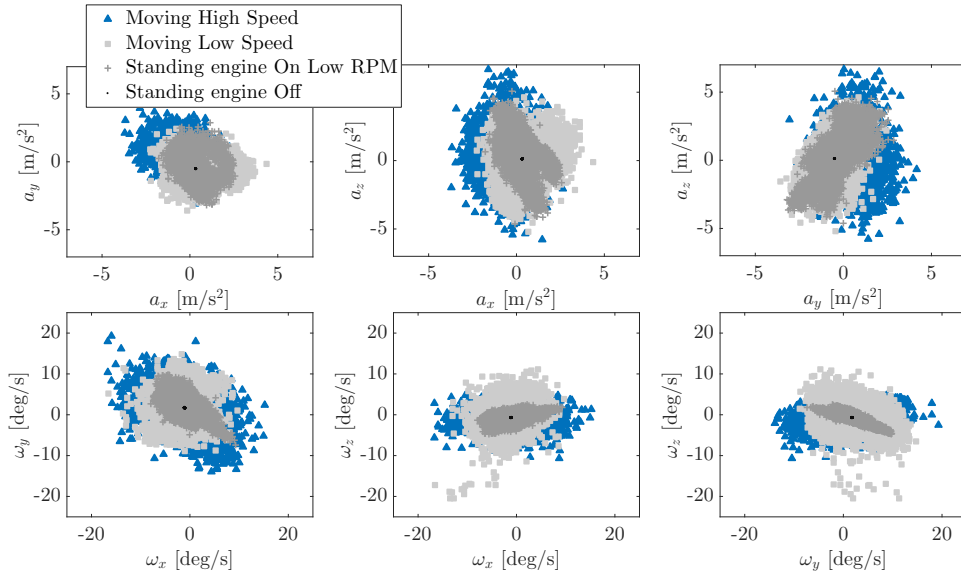 Moving High Speed
Moving Low Speed
Standing engine On Low RPM
Standing engine Off
5
0
-5
-5 0 5
a_y [m/s²]
a_x [m/s²]
5
0
-5
-5 0 5
a_z [m/s²]
a_x [m/s²]
5
0
-5
-5 0 5
a_z [m/s²]
a_y [m/s²]
20
10
0
-10
-20
-20 0 20
ω_y [deg/s]
ω_x [deg/s]
20
10
0
-10
-20
-20 0 20
ω_z [deg/s]
ω_x [deg/s]
20
10
0
-10
-20
-20 0 20
ω_z [deg/s]
ω_y [deg/s]